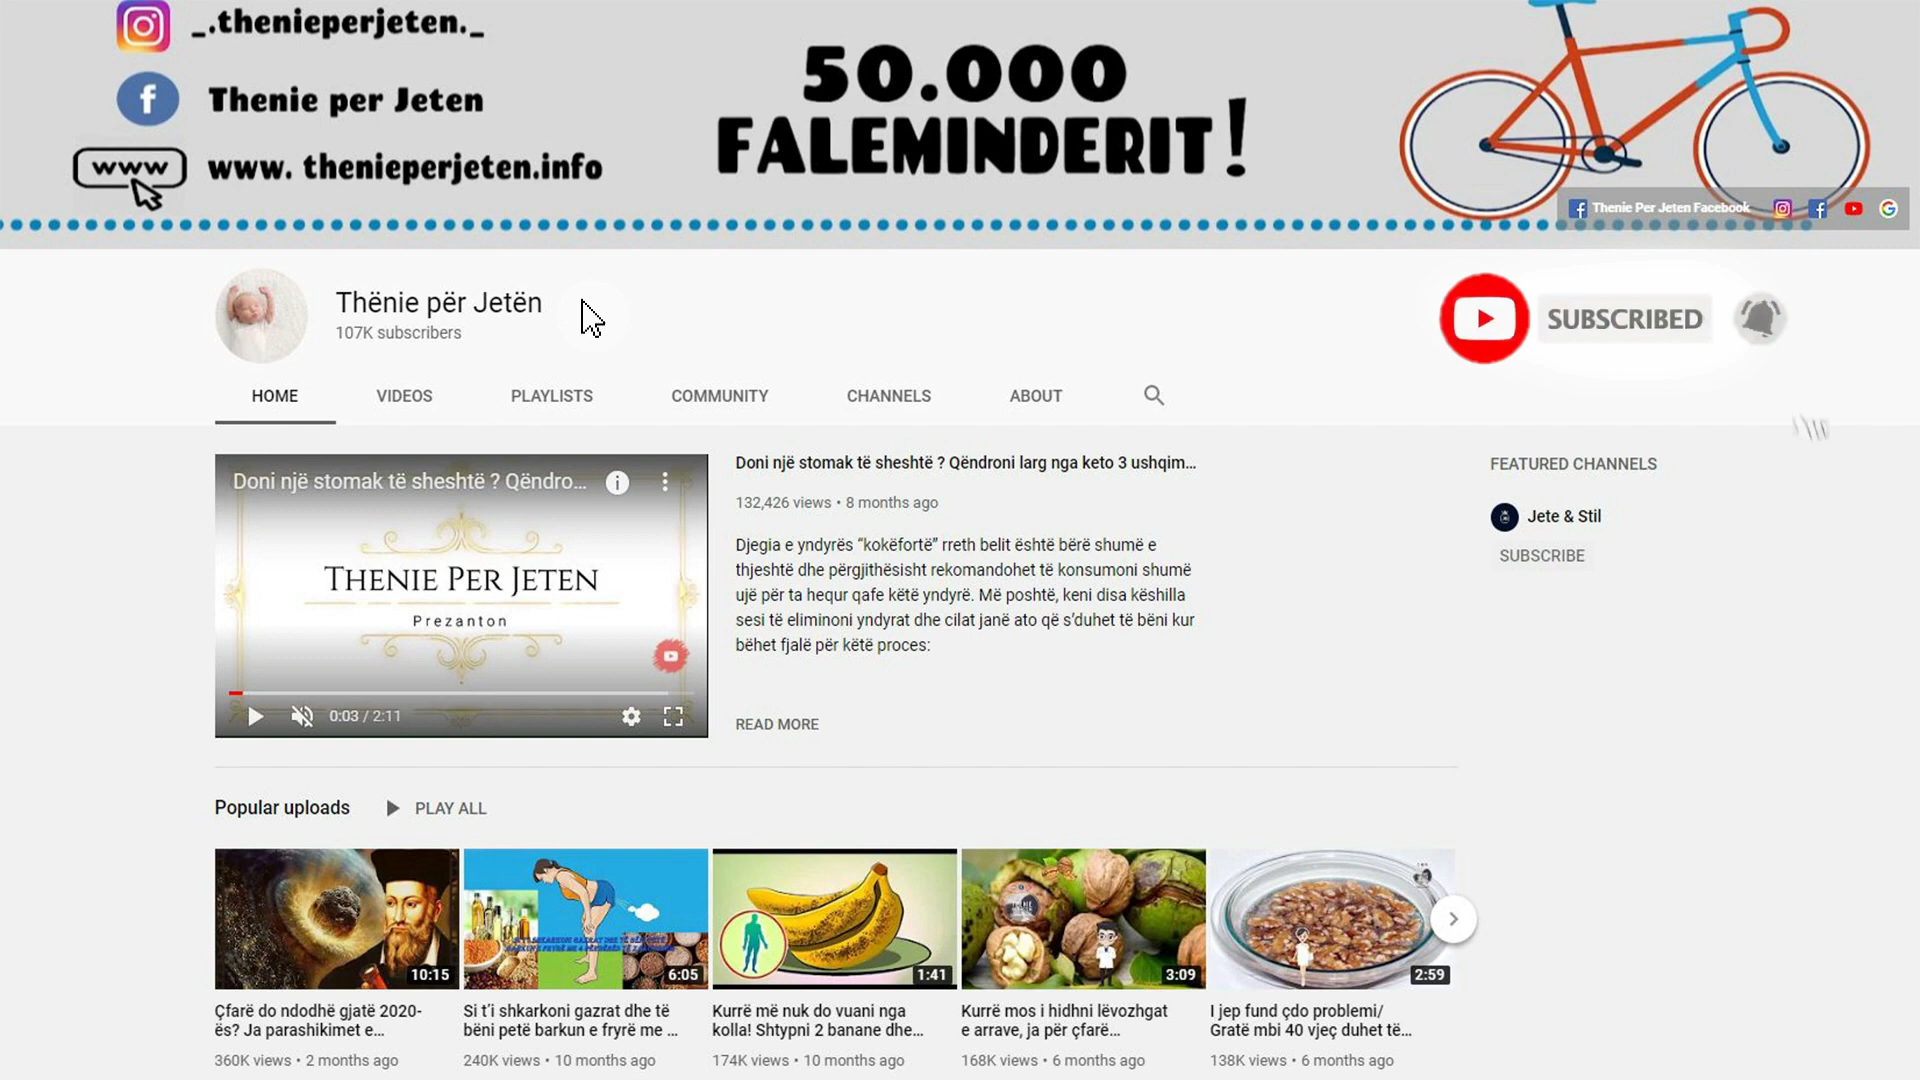 _.thenieperjeten._
Thenie per Jeten
www
www. thenieperjeten.info
50.000
FALEMINDERIT!
Thenie Per Jeten Facebook
Thënie për Jetën
107K subscribers
SUBSCRIBED
HOME
VIDEOS
PLAYLISTS
COMMUNITY
CHANNELS
ABOUT
Doni një stomak të sheshtë ? Qëndro...
THENIE PER JETEN
Prezanton
0:03 / 2:11
Doni një stomak të sheshtë ? Qëndroni larg nga keto 3 ushqim...
132,426 views • 8 months ago
Djegia e yndyrës “kokëfortë” rreth belit është bërë shumë e
thjeshtë dhe përgjithësisht rekomandohet të konsumoni shumë
ujë për ta hequr qafe këtë yndyrë. Më poshtë, keni disa këshilla
sesi të eliminoni yndyrat dhe cilat janë ato që s’duhet të bëni kur
bëhet fjalë për këtë proces:
READ MORE
FEATURED CHANNELS
Jete & Stil
SUBSCRIBE
Popular uploads
PLAY ALL
10:15
6:05
1:41
3:09
2:59
Çfarë do ndodhë gjatë 2020-
ës? Ja parashikimet e...
360K views • 2 months ago
Si t’i shkarkoni gazrat dhe të
bëni petë barkun e fryrë me ...
240K views • 10 months ago
Kurrë më nuk do vuani nga
kolla! Shtypni 2 banane dhe...
174K views • 10 months ago
Kurrë mos i hidhni lëvozhgat
e arrave, ja për çfarë...
168K views • 6 months ago
I jep fund çdo problemi/
Gratë mbi 40 vjeç duhet të...
138K views • 6 months ago